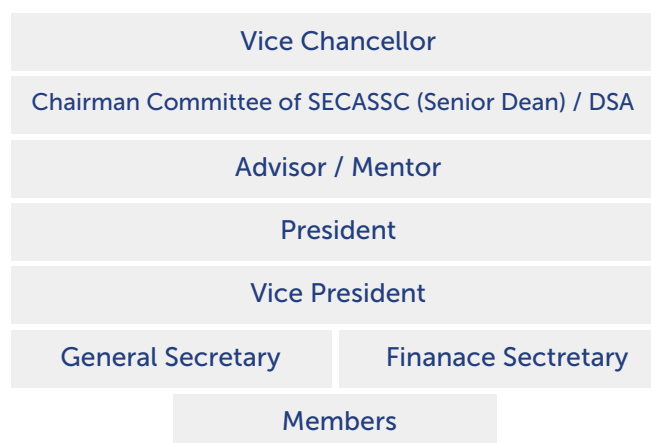 Vice Chancellor
Chairman Committee of SECASSC (Senior Dean) / DSA
Advisor / Mentor
President
Vice President
General Secretary
Finanace Sectretary
Members